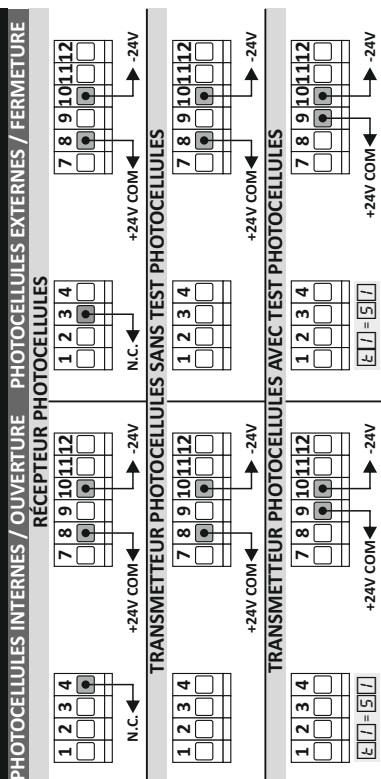 PHOTOCELLULES INTERNES / OUVERTURE PHOTOCELLULES EXTERNES / FERMETURE
RÉCEPTEUR PHOTOCELLULES
1 2 3 4 7 8 9 10 11 12 1 2 3 4 7 8 9 10 11 12
N.C. +24V COM -24V N.C. +24V COM -24V
TRANSMETTEUR PHOTOCELLULES SANS TEST PHOTOCELLULES
1 2 3 4 7 8 9 10 11 12 1 2 3 4 7 8 9 10 11 12
+24V COM -24V +24V COM -24V
TRANSMETTEUR PHOTOCELLULES AVEC TEST PHOTOCELLULES
1 2 3 4 7 8 9 10 11 12 1 2 3 4 7 8 9 10 11 12
+24V COM -24V +24V COM -24V
t1=S1 t1=S1